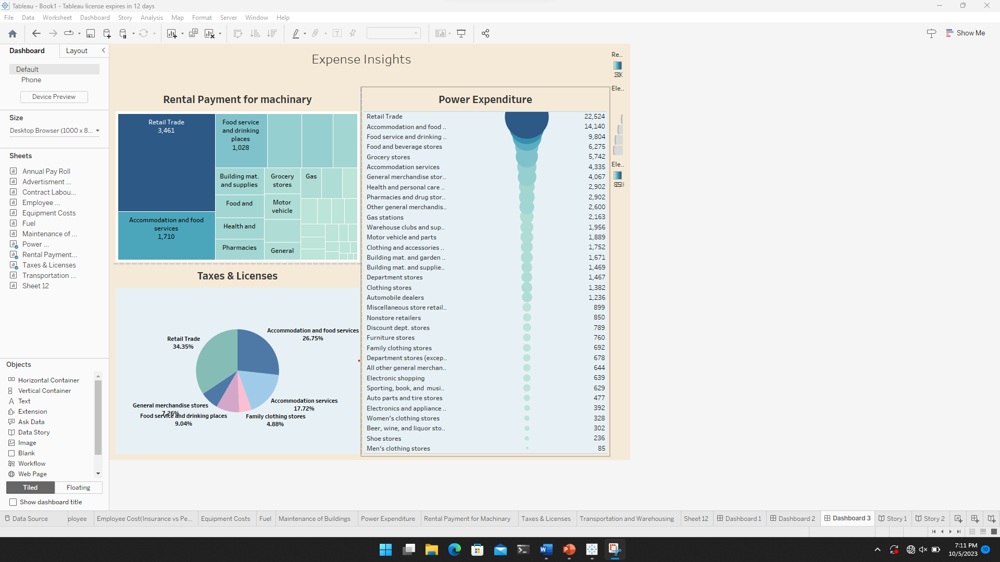 Tableau - Book1 - Tableau license expires in 12 days
File Data Worksheet Dashboard Story Analysis Map Format Server Window Help
Show Me
Dashboard Layout
Default
Phone
Device Preview
Size
Desktop Browser (1000 x 8...
Sheets
Annual Pay Roll
Advertisment ...
Contract Labou...
Employee ...
Equipment Costs
Fuel
Maintenance of ...
Power ...
Rental Payment...
Taxes & Licenses
Transportation ...
Sheet 12
Objects
Horizontal Container
Vertical Container
Text
Extension
Ask Data
Data Story
Image
Blank
Workflow
Web Page
Tiled Floating
Show dashboard title
Expense Insights
Rental Payment for machinary
Retail Trade
3,461
Accommodation and food
services
1,710
Food service
and drinking
places
1,028
Building mat.
and supplies
Grocery
stores
Gas
Food and
Motor
vehicle
Health and
Pharmacies
General
Taxes & Licenses
Accommodation and food services
26.75%
Retail Trade
34.35%
Accommodation services
17.72%
General merchandise stores
7.26%
Food service and drinking places
9.04%
Family clothing stores
4.88%
Power Expenditure
Retail Trade 22,524
Accommodation and food .. 14,140
Food service and drinking .. 9,804
Food and beverage stores 6,275
Grocery stores 5,742
Accommodation services 4,335
General merchandise stor.. 4,067
Health and personal care .. 2,902
Pharmacies and drug stor.. 2,902
Other general merchandis.. 2,600
Gas stations 2,163
Warehouse clubs and sup.. 1,956
Motor vehicle and parts 1,889
Clothing and accessories .. 1,752
Building mat. and garden .. 1,671
Building mat. and supplie.. 1,469
Department stores 1,467
Clothing stores 1,382
Automobile dealers 1,236
Miscellaneous store retail.. 899
Nonstore retailers 850
Discount dept. stores 789
Furniture stores 760
Family clothing stores 692
Department stores (excep.. 678
All other general merchan.. 644
Electronic shopping 639
Sporting, book, and musi.. 629
Auto parts and tire stores 477
Electronics and appliance .. 392
Women's clothing stores 328
Beer, wine, and liquor sto.. 302
Shoe stores 236
Men's clothing stores 85
Re..
Ele..
Ele..
Data Source ployee Employee Cost(Insurance vs Pe... Equipment Costs Fuel Maintenance of Buildings Power Expenditure Rental Payment for Machinary Taxes & Licenses Transportation and Warehousing Sheet 12 Dashboard 1 Dashboard 2 Dashboard 3 Story 1 Story 2
7:11 PM
10/5/2023
10